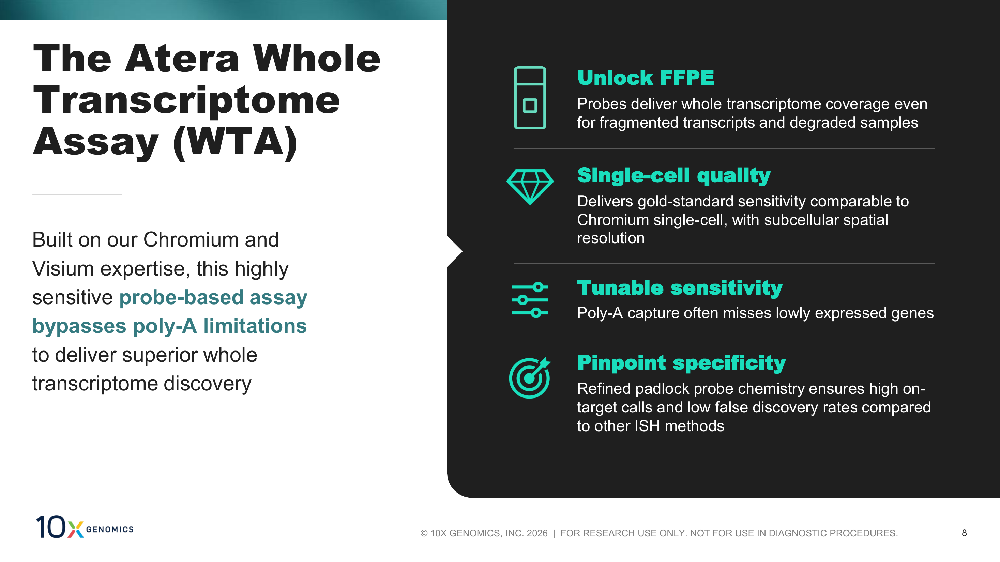 The Atera Whole
Transcriptome
Assay (WTA)
Built on our Chromium and
Visium expertise, this highly
sensitive probe-based assay
bypasses poly-A limitations
to deliver superior whole
transcriptome discovery
Unlock FFPE
Probes deliver whole transcriptome coverage even
for fragmented transcripts and degraded samples
Single-cell quality
Delivers gold-standard sensitivity comparable to
Chromium single-cell, with subcellular spatial
resolution
Tunable sensitivity
Poly-A capture often misses lowly expressed genes
Pinpoint specificity
Refined padlock probe chemistry ensures high on-
target calls and low false discovery rates compared
to other ISH methods
10x GENOMICS
© 10X GENOMICS, INC. 2026 | FOR RESEARCH USE ONLY. NOT FOR USE IN DIAGNOSTIC PROCEDURES.
8